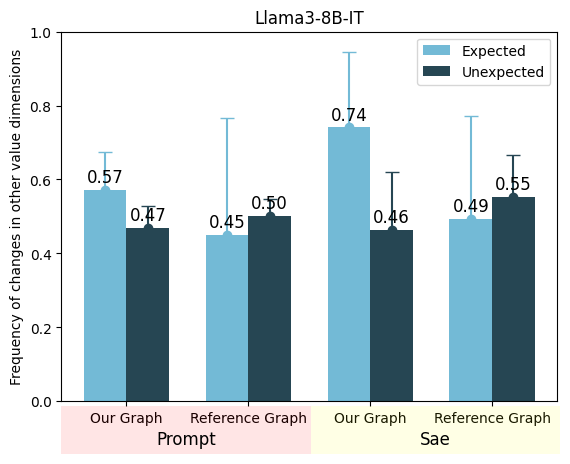 Llama3-8B-IT
Frequency of changes in other value dimensions
1.0
0.8
0.6
0.4
0.2
0.0
Expected
Unexpected
0.57
0.47
0.45
0.50
0.74
0.46
0.49
0.55
Our Graph
Reference Graph
Our Graph
Reference Graph
Prompt
Sae